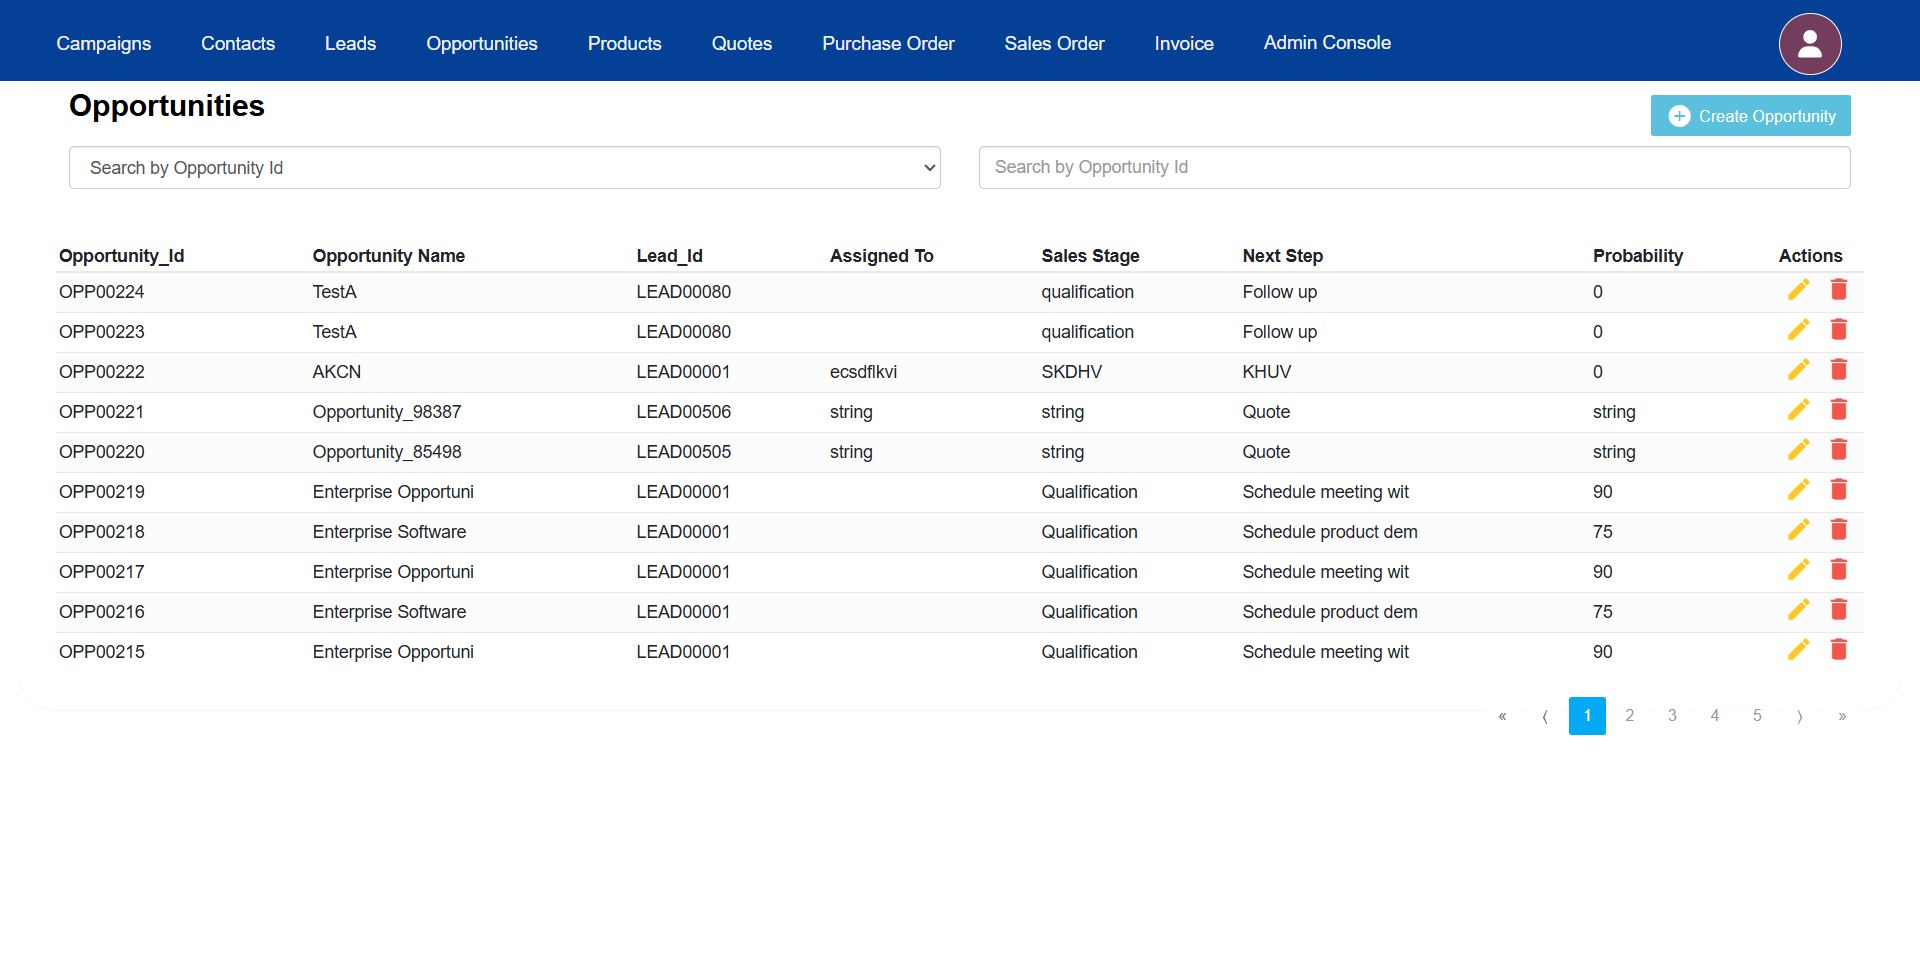 Campaigns Contacts Leads Opportunities Products Quotes Purchase Order Sales Order Invoice Admin Console
Opportunities
Create Opportunity
Search by Opportunity Id Search by Opportunity Id
Opportunity_Id Opportunity Name Lead_Id Assigned To Sales Stage Next Step Probability Actions
OPP00224 TestA LEAD00080 qualification Follow up 0
OPP00223 TestA LEAD00080 qualification Follow up 0
OPP00222 AKCN LEAD00001 ecsdflkvi SKDHV KHUV 0
OPP00221 Opportunity_98387 LEAD00506 string string Quote string
OPP00220 Opportunity_85498 LEAD00505 string string Quote string
OPP00219 Enterprise Opportuni LEAD00001 Qualification Schedule meeting wit 90
OPP00218 Enterprise Software LEAD00001 Qualification Schedule product dem 75
OPP00217 Enterprise Opportuni LEAD00001 Qualification Schedule meeting wit 90
OPP00216 Enterprise Software LEAD00001 Qualification Schedule product dem 75
OPP00215 Enterprise Opportuni LEAD00001 Qualification Schedule meeting wit 90
« ⟨ 1 2 3 4 5 ⟩ »